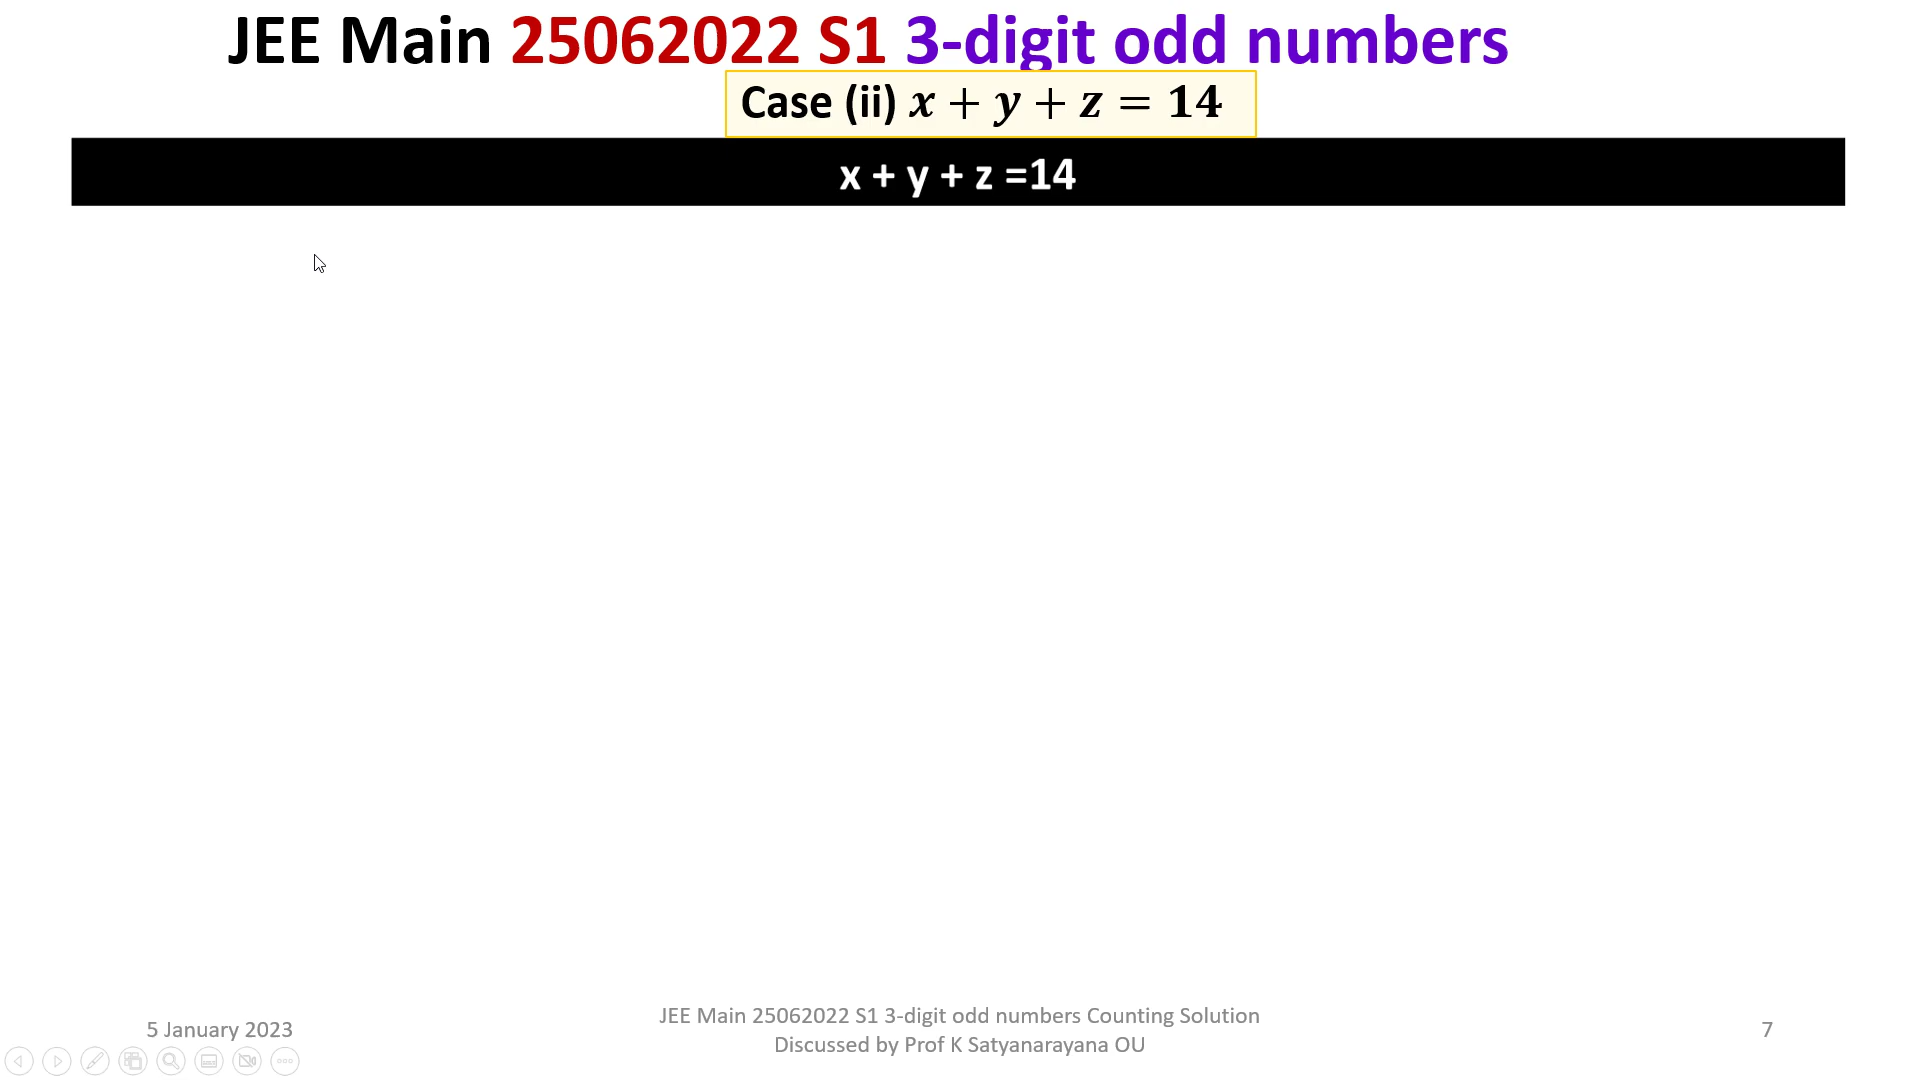 JEE Main 25062022 S1 3-digit odd numbers
Case (ii) x + y + z = 14
x + y + z =14
5 January 2023
JEE Main 25062022 S1 3-digit odd numbers Counting Solution
Discussed by Prof K Satyanarayana OU
7